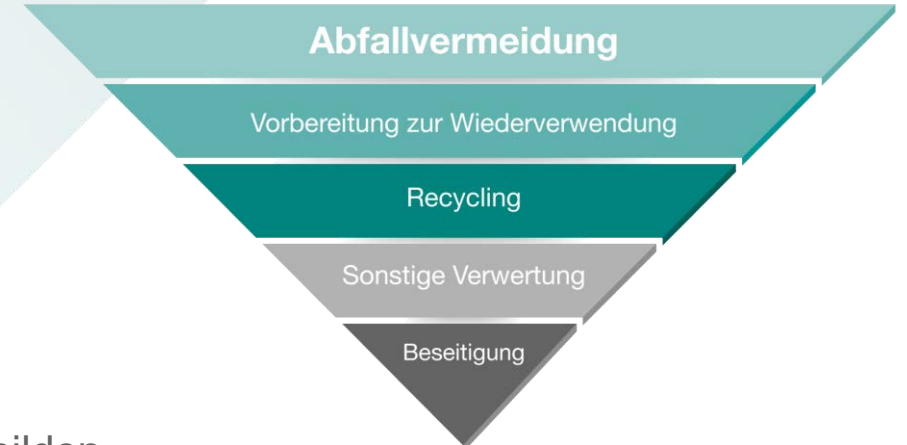 Abfallvermeidung
Vorbereitung zur Wiederverwendung
Recycling
Sonstige Verwertung
Beseitigung